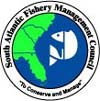 South Atlantic Fishery Management Council
"To Conserve and Manage"